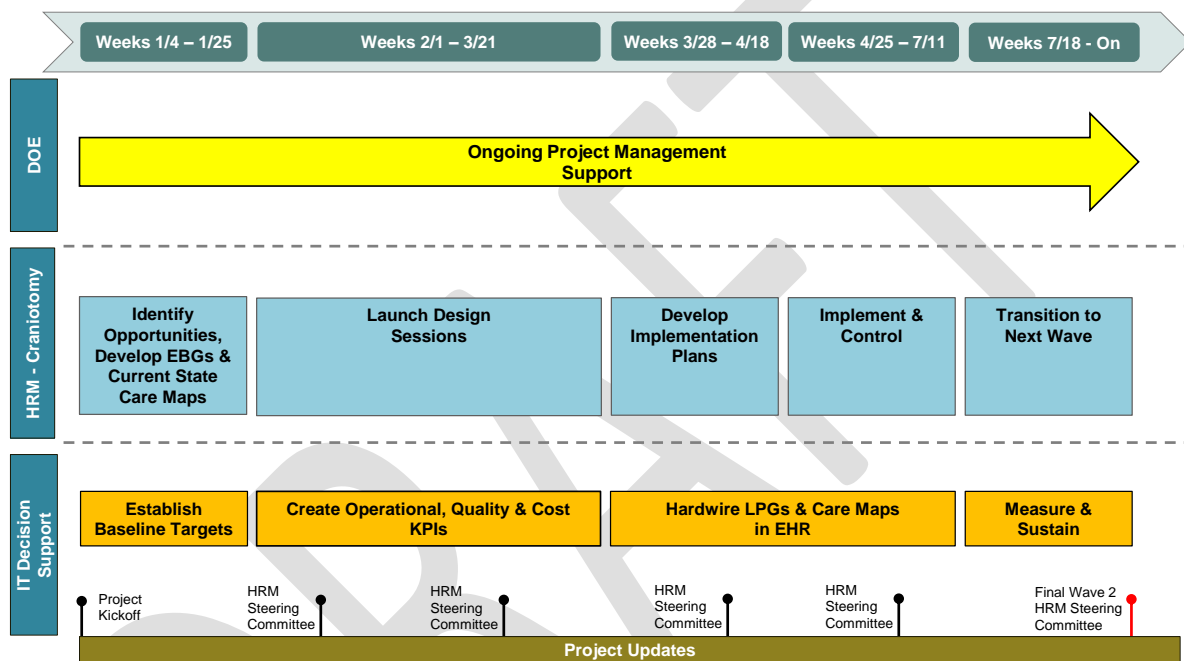 Weeks 1/4 – 1/25
Weeks 2/1 – 3/21
Weeks 3/28 – 4/18
Weeks 4/25 – 7/11
Weeks 7/18 - On
DOE
Ongoing Project Management
Support
HRM - Craniotomy
Identify
Opportunities,
Develop EBGs &
Current State
Care Maps
Launch Design
Sessions
Develop
Implementation
Plans
Implement &
Control
Transition to
Next Wave
IT Decision
Support
Establish
Baseline Targets
Create Operational, Quality & Cost
KPIs
Hardwire LPGs & Care Maps
in EHR
Measure &
Sustain
Project
Kickoff
HRM
Steering
Committee
HRM
Steering
Committee
HRM
Steering
Committee
HRM
Steering
Committee
Final Wave 2
HRM Steering
Committee
Project Updates
DRAFT